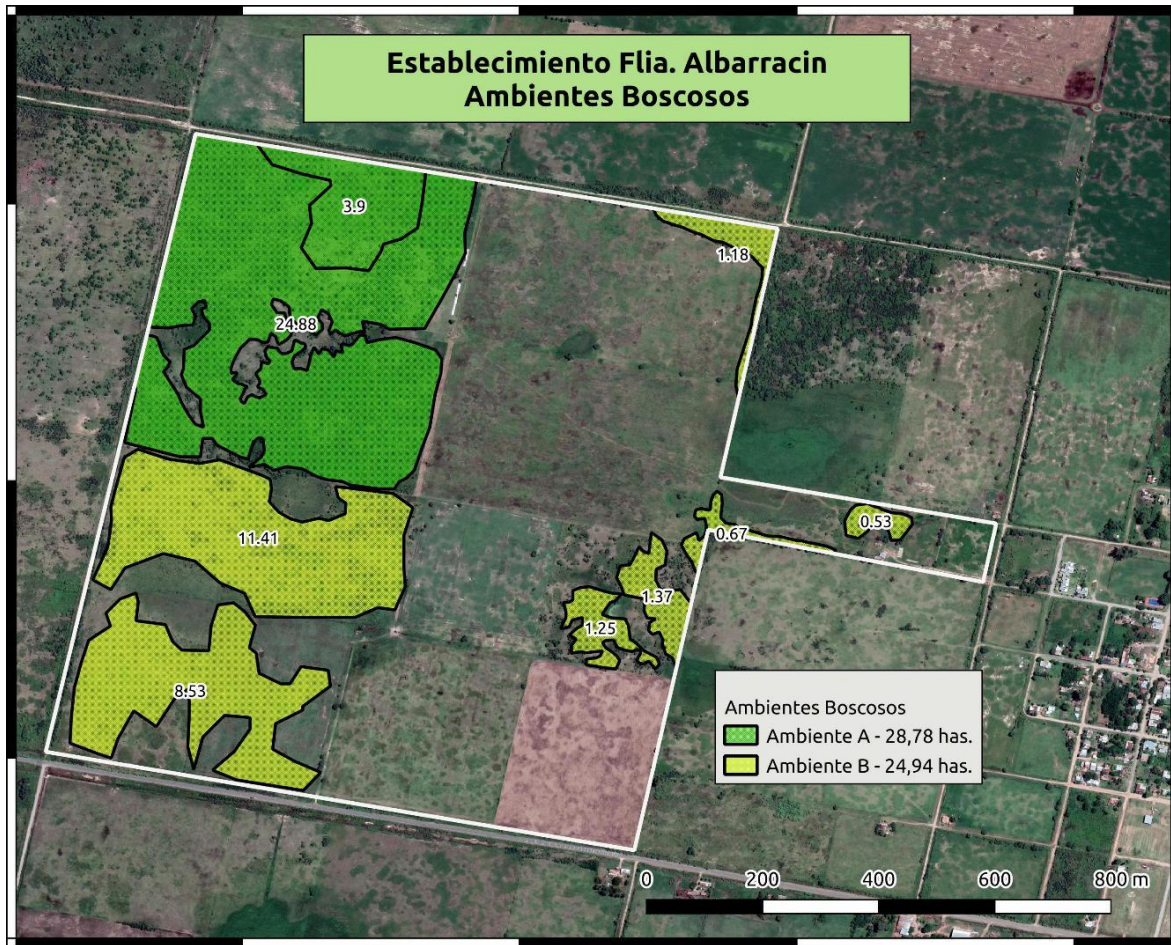 Establecimiento Flia. Albarracin
Ambientes Boscosos
3.9
1.18
24.88
0.53
0.67
11.41
1.37
1.25
8.53
Ambientes Boscosos
Ambiente A - 28,78 has.
Ambiente B - 24,94 has.
0 200 400 600 800 m